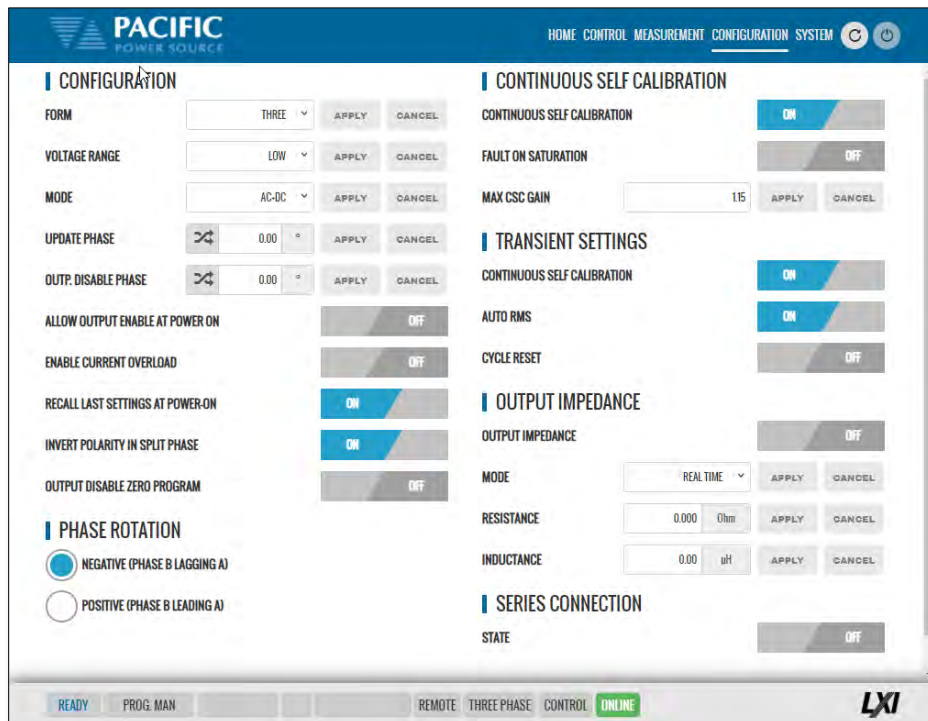 PACIFIC
POWER SOURCE
HOME CONTROL MEASUREMENT CONFIGURATION SYSTEM
CONFIGURATION
FORM THREE APPLY CANCEL
VOLTAGE RANGE LOW APPLY CANCEL
MODE AC-DC APPLY CANCEL
UPDATE PHASE 0.00 ° APPLY CANCEL
OUTP. DISABLE PHASE 0.00 ° APPLY CANCEL
ALLOW OUTPUT ENABLE AT POWER ON OFF
ENABLE CURRENT OVERLOAD OFF
RECALL LAST SETTINGS AT POWER-ON ON
INVERT POLARITY IN SPLIT PHASE ON
OUTPUT DISABLE ZERO PROGRAM OFF
PHASE ROTATION
NEGATIVE (PHASE B LAGGING A)
POSITIVE (PHASE B LEADING A)
CONTINUOUS SELF CALIBRATION
CONTINUOUS SELF CALIBRATION ON
FAULT ON SATURATION OFF
MAX CSC GAIN 1.15 APPLY CANCEL
TRANSIENT SETTINGS
CONTINUOUS SELF CALIBRATION ON
AUTO RMS ON
CYCLE RESET OFF
OUTPUT IMPEDANCE
OUTPUT IMPEDANCE OFF
MODE REAL TIME APPLY CANCEL
RESISTANCE 0.000 Ohm APPLY CANCEL
INDUCTANCE 0.00 uH APPLY CANCEL
SERIES CONNECTION
STATE OFF
READY PROG. MAN REMOTE THREE PHASE CONTROL ONLINE LXI